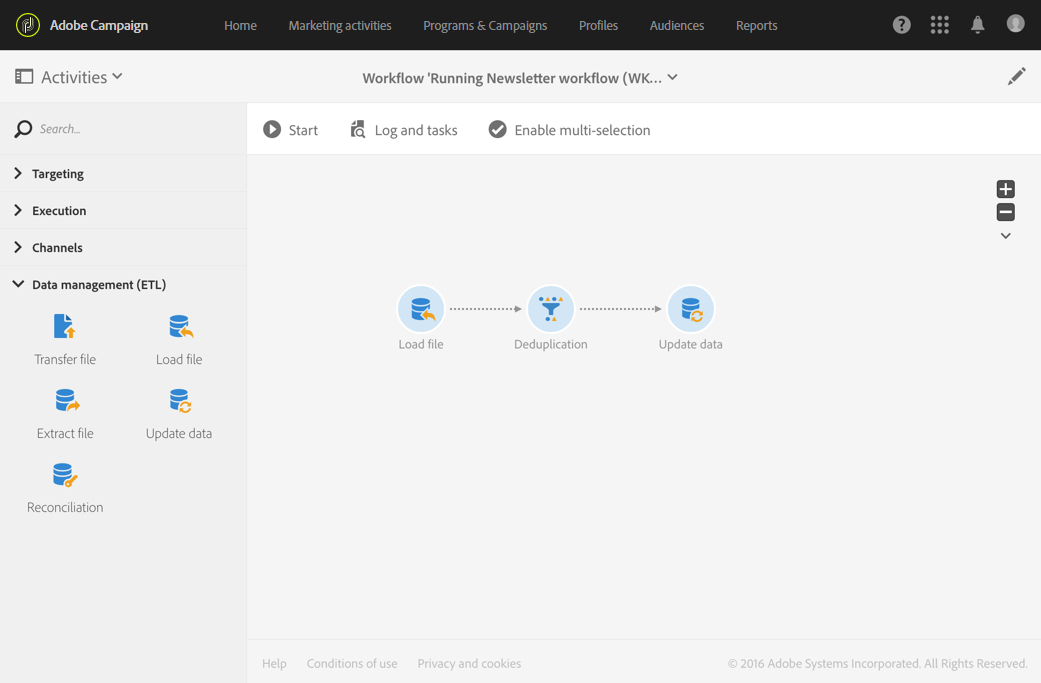 Adobe Campaign
Home
Marketing activities
Programs & Campaigns
Profiles
Audiences
Reports
Activities
Workflow 'Running Newsletter workflow (WK...
Search...
Start
Log and tasks
Enable multi-selection
Targeting
Execution
Channels
Data management (ETL)
Transfer file
Load file
Extract file
Update data
Reconciliation
Load file
Deduplication
Update data
Help
Conditions of use
Privacy and cookies
© 2016 Adobe Systems Incorporated. All Rights Reserved.